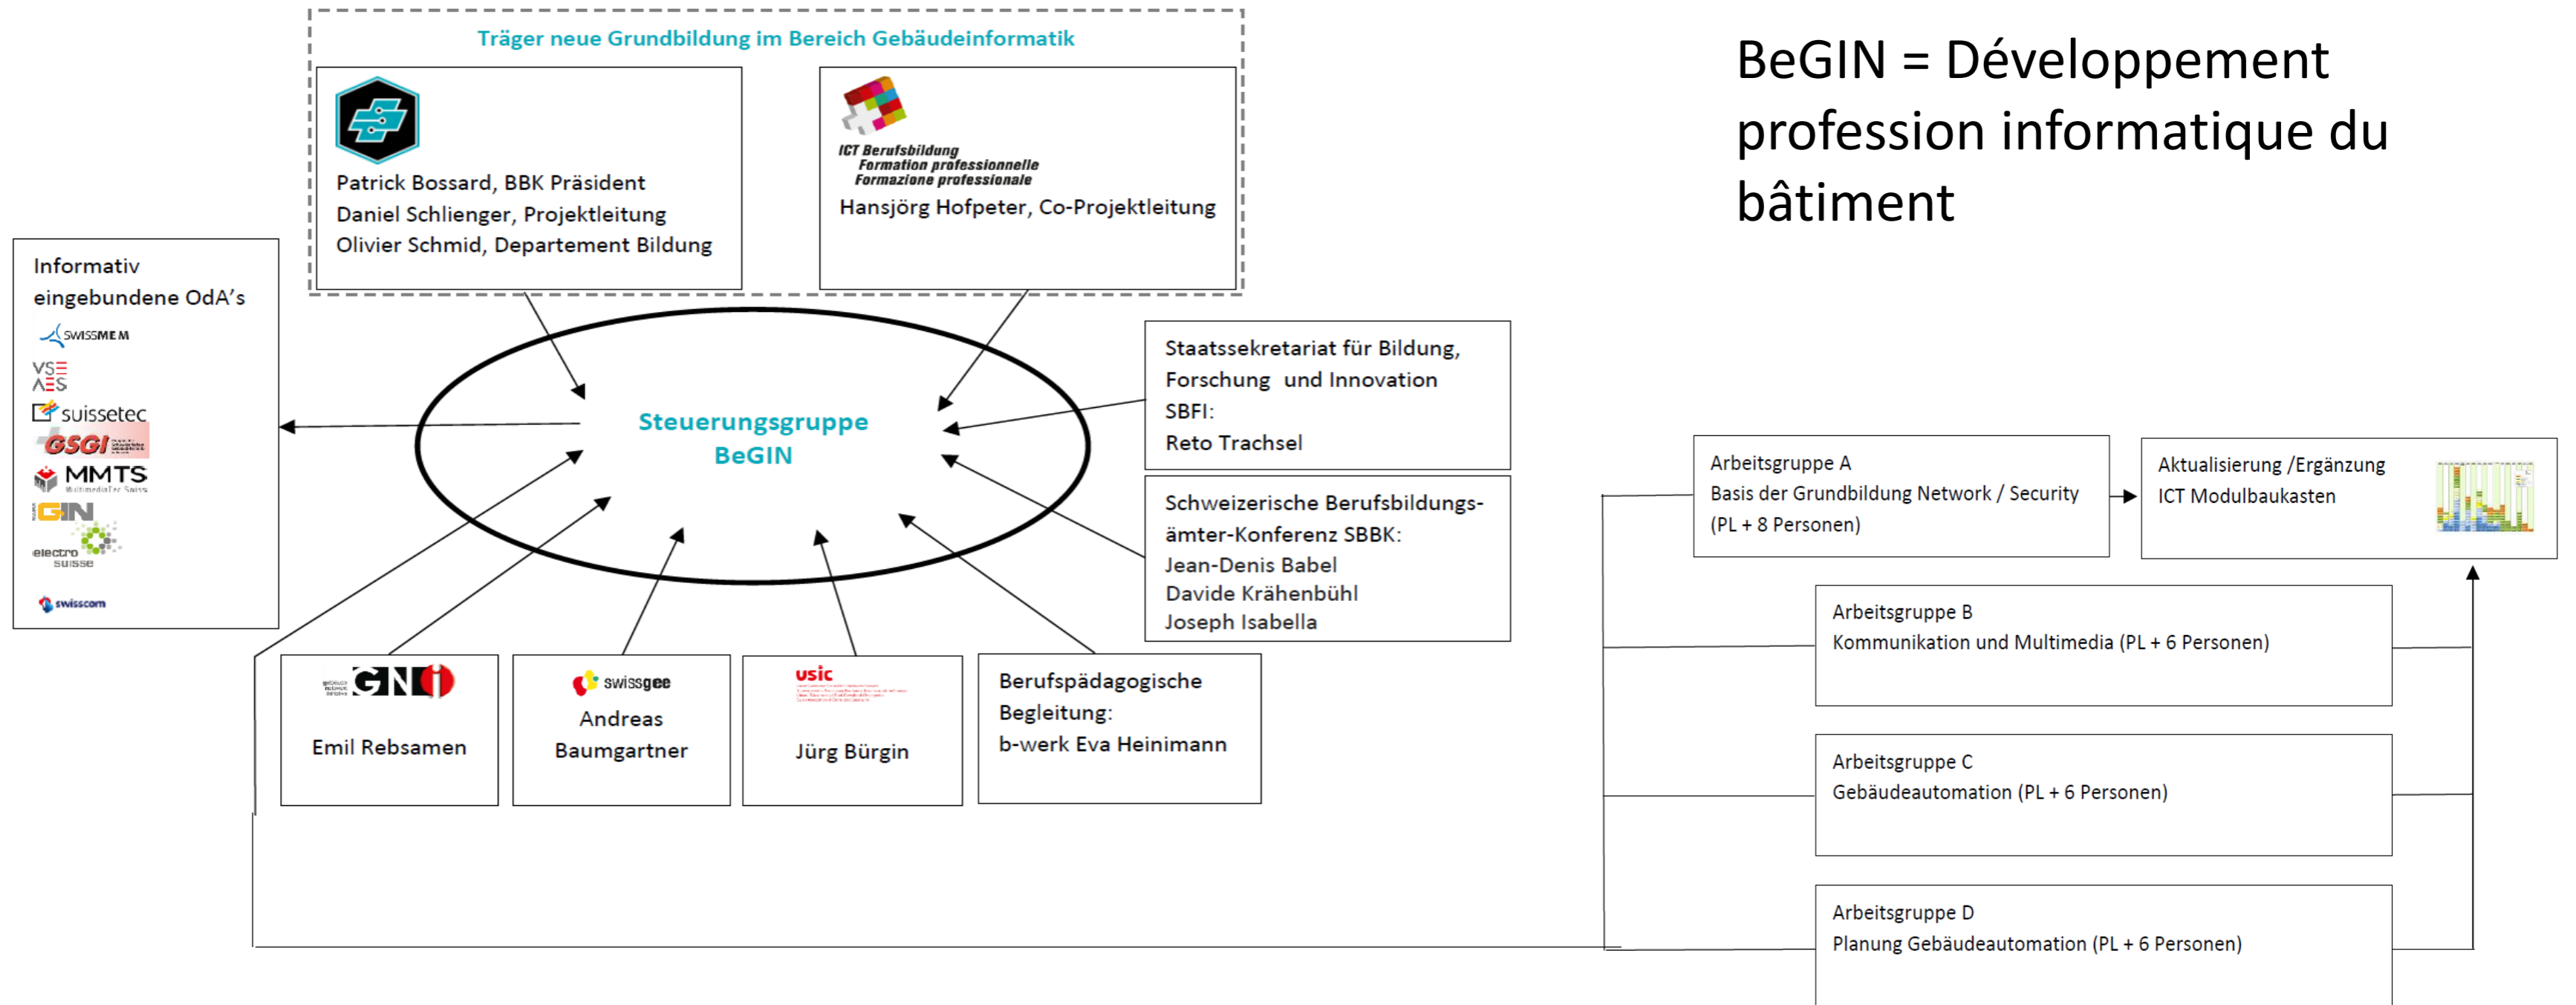 Träger neue Grundbildung im Bereich Gebäudeinformatik
Patrick Bossard, BBK Präsident
Daniel Schlienger, Projektleitung
Olivier Schmid, Departement Bildung
ICT Berufsbildung
Formation professionnelle
Formazione professionale
Hansjörg Hofpeter, Co-Projektleitung
BeGIN = Développement
profession informatique du
bâtiment
Informativ
eingebundene OdA's
SWISSMEM
VSE
AES
suissetec
GSGI
MMTS
MultimediaTec Swiss
GIN
electro
suisse
swisscom
Steuerungsgruppe
BeGIN
Staatssekretariat für Bildung,
Forschung und Innovation
SBFI:
Reto Trachsel
Schweizerische Berufsbildungs-
ämter-Konferenz SBBK:
Jean-Denis Babel
Davide Krähenbühl
Joseph Isabella
GNI
Emil Rebsamen
swissgee
Andreas
Baumgartner
usic
Jürg Bürgin
Berufspädagogische
Begleitung:
b-werk Eva Heinimann
Arbeitsgruppe A
Basis der Grundbildung Network / Security
(PL + 8 Personen)
Aktualisierung /Ergänzung
ICT Modulbaukasten
Arbeitsgruppe B
Kommunikation und Multimedia (PL + 6 Personen)
Arbeitsgruppe C
Gebäudeautomation (PL + 6 Personen)
Arbeitsgruppe D
Planung Gebäudeautomation (PL + 6 Personen)